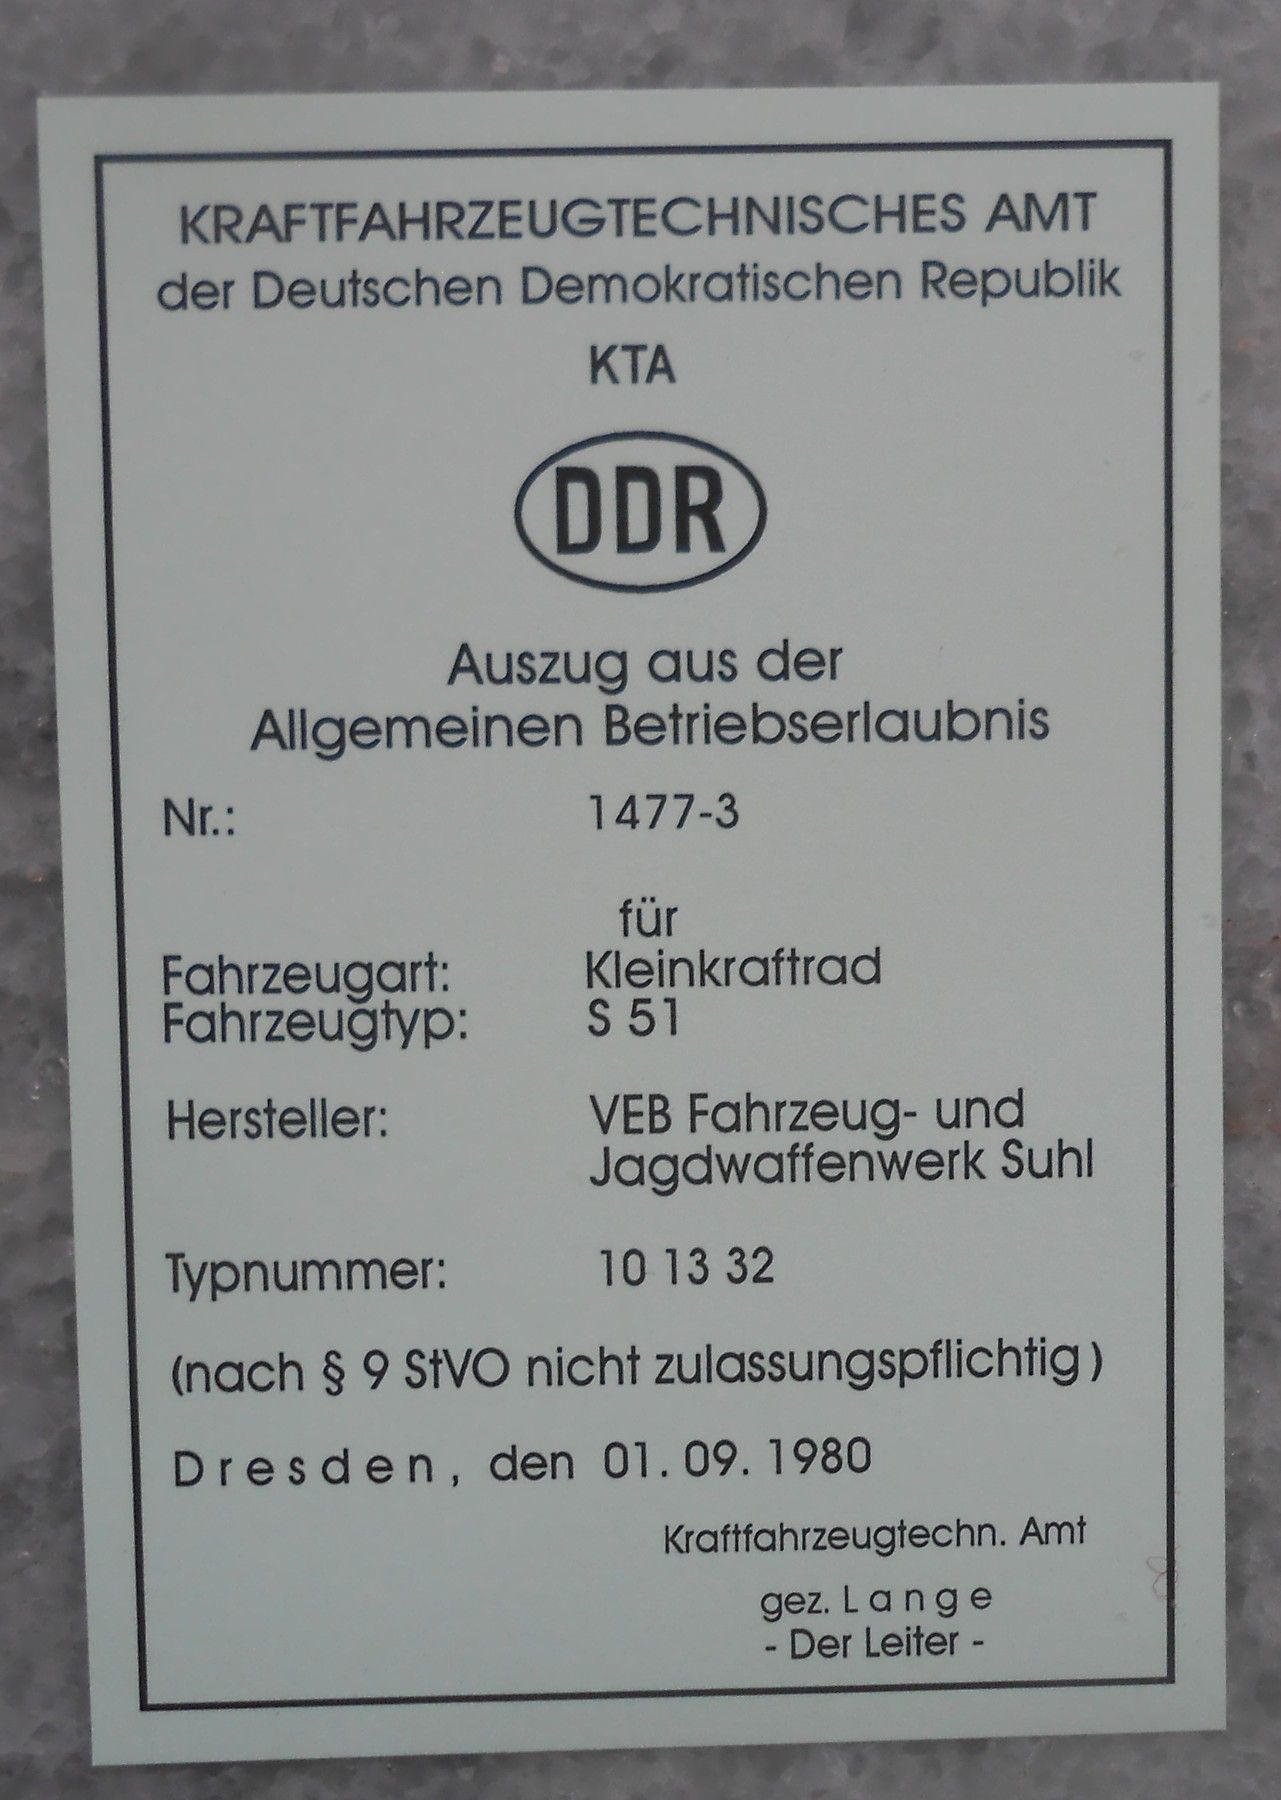 KRAFTFAHRZEUGTECHNISCHES AMT
der Deutschen Demokratischen Republik
KTA
DDR
Auszug aus der
Allgemeinen Betriebserlaubnis
Nr.: 1477-3
für
Fahrzeugart: Kleinkraftrad
Fahrzeugtyp: S 51
Hersteller: VEB Fahrzeug- und
Jagdwaffenwerk Suhl
Typnummer: 10 13 32
(nach § 9 StVO nicht zulassungspflichtig)
Dresden, den 01. 09. 1980
Kraftfahrzeugtechn. Amt
gez. Lange
- Der Leiter -